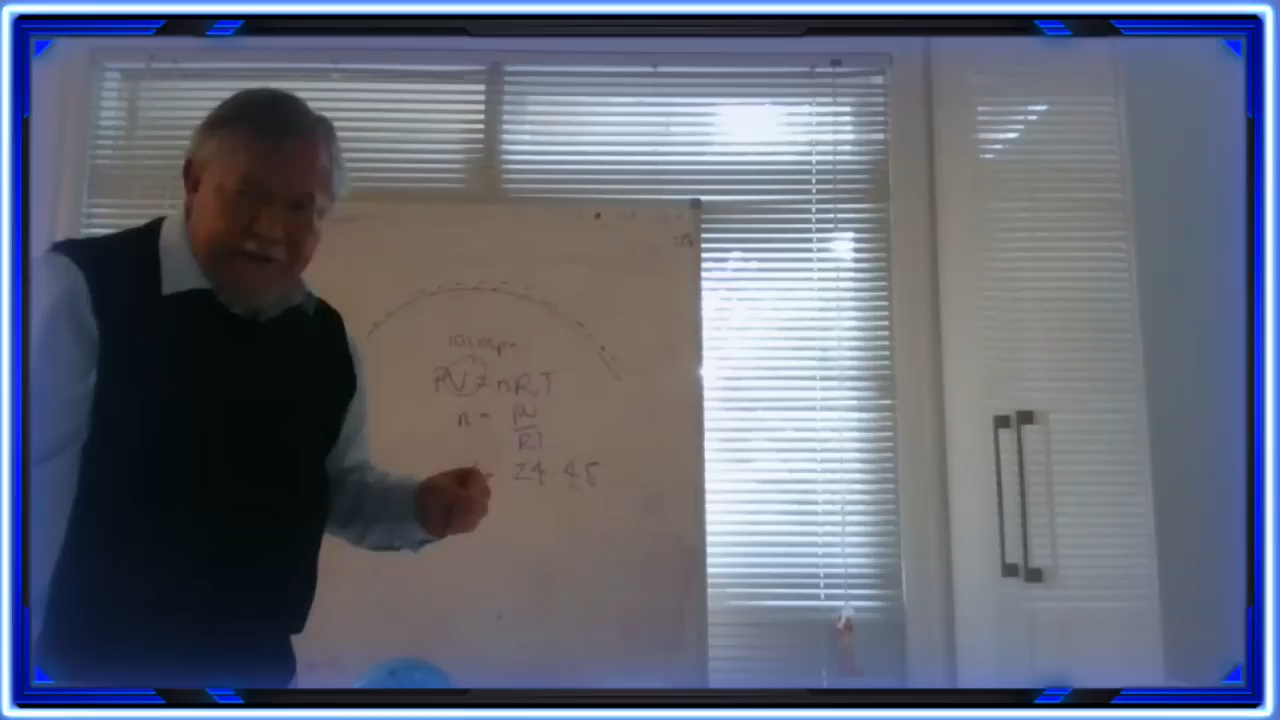 PV = nRT
n = PV
RT
24.45